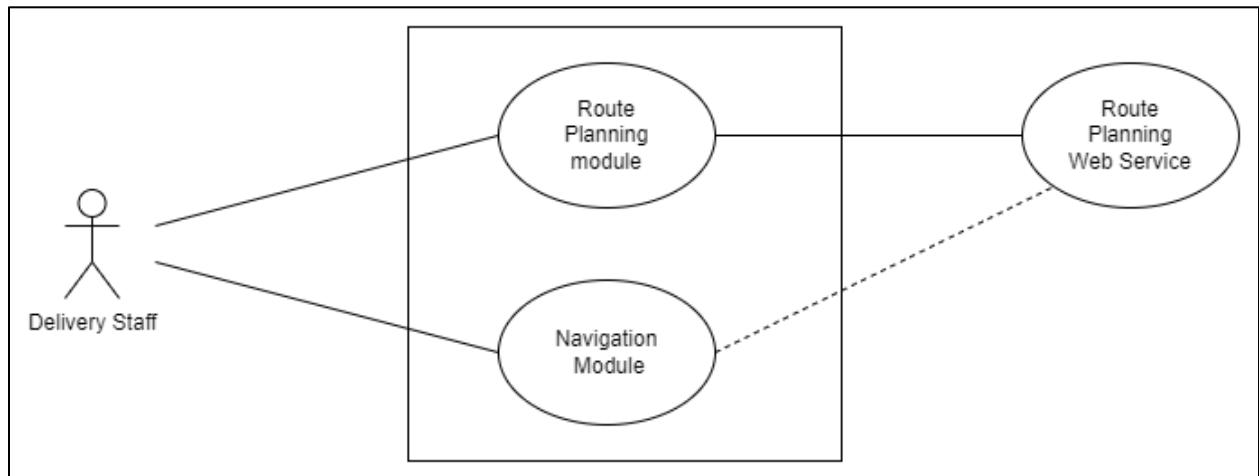 Route
Planning
module
Route
Planning
Web Service
Delivery Staff
Navigation
Module